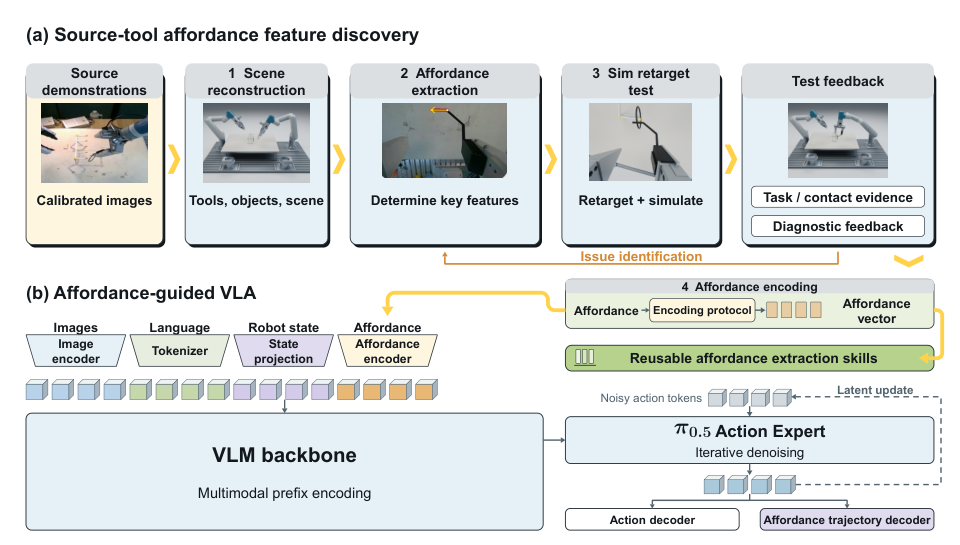 (a) Source-tool affordance feature discovery
Source
demonstrations
Calibrated images
1 Scene
reconstruction
Tools, objects, scene
2 Affordance
extraction
Determine key features
3 Sim retarget
test
Retarget + simulate
Test feedback
Task / contact evidence
Diagnostic feedback
Issue identification
(b) Affordance-guided VLA
4 Affordance encoding
Affordance
Encoding protocol
Affordance
vector
Reusable affordance extraction skills
Images
Image
encoder
Language
Tokenizer
Robot state
State
projection
Affordance
Affordance
encoder
VLM backbone
Multimodal prefix encoding
Noisy action tokens
Latent update
π0.5 Action Expert
Iterative denoising
Action decoder
Affordance trajectory decoder